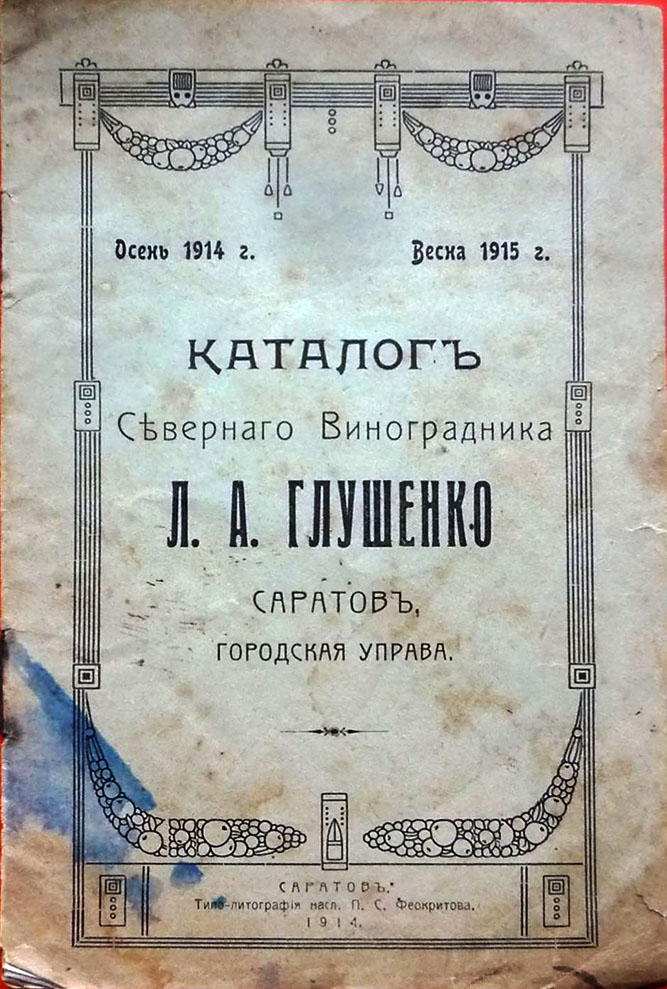 Осень 1914 г. Весна 1915 г.
КАТАЛОГЪ
Сѣвернаго Виноградника
Л. А. ГЛУШЕНКО
САРАТОВЪ,
ГОРОДСКАЯ УПРАВА.
САРАТОВЪ.
Типо-литографія насл. П. С. Феокритова.
1914.